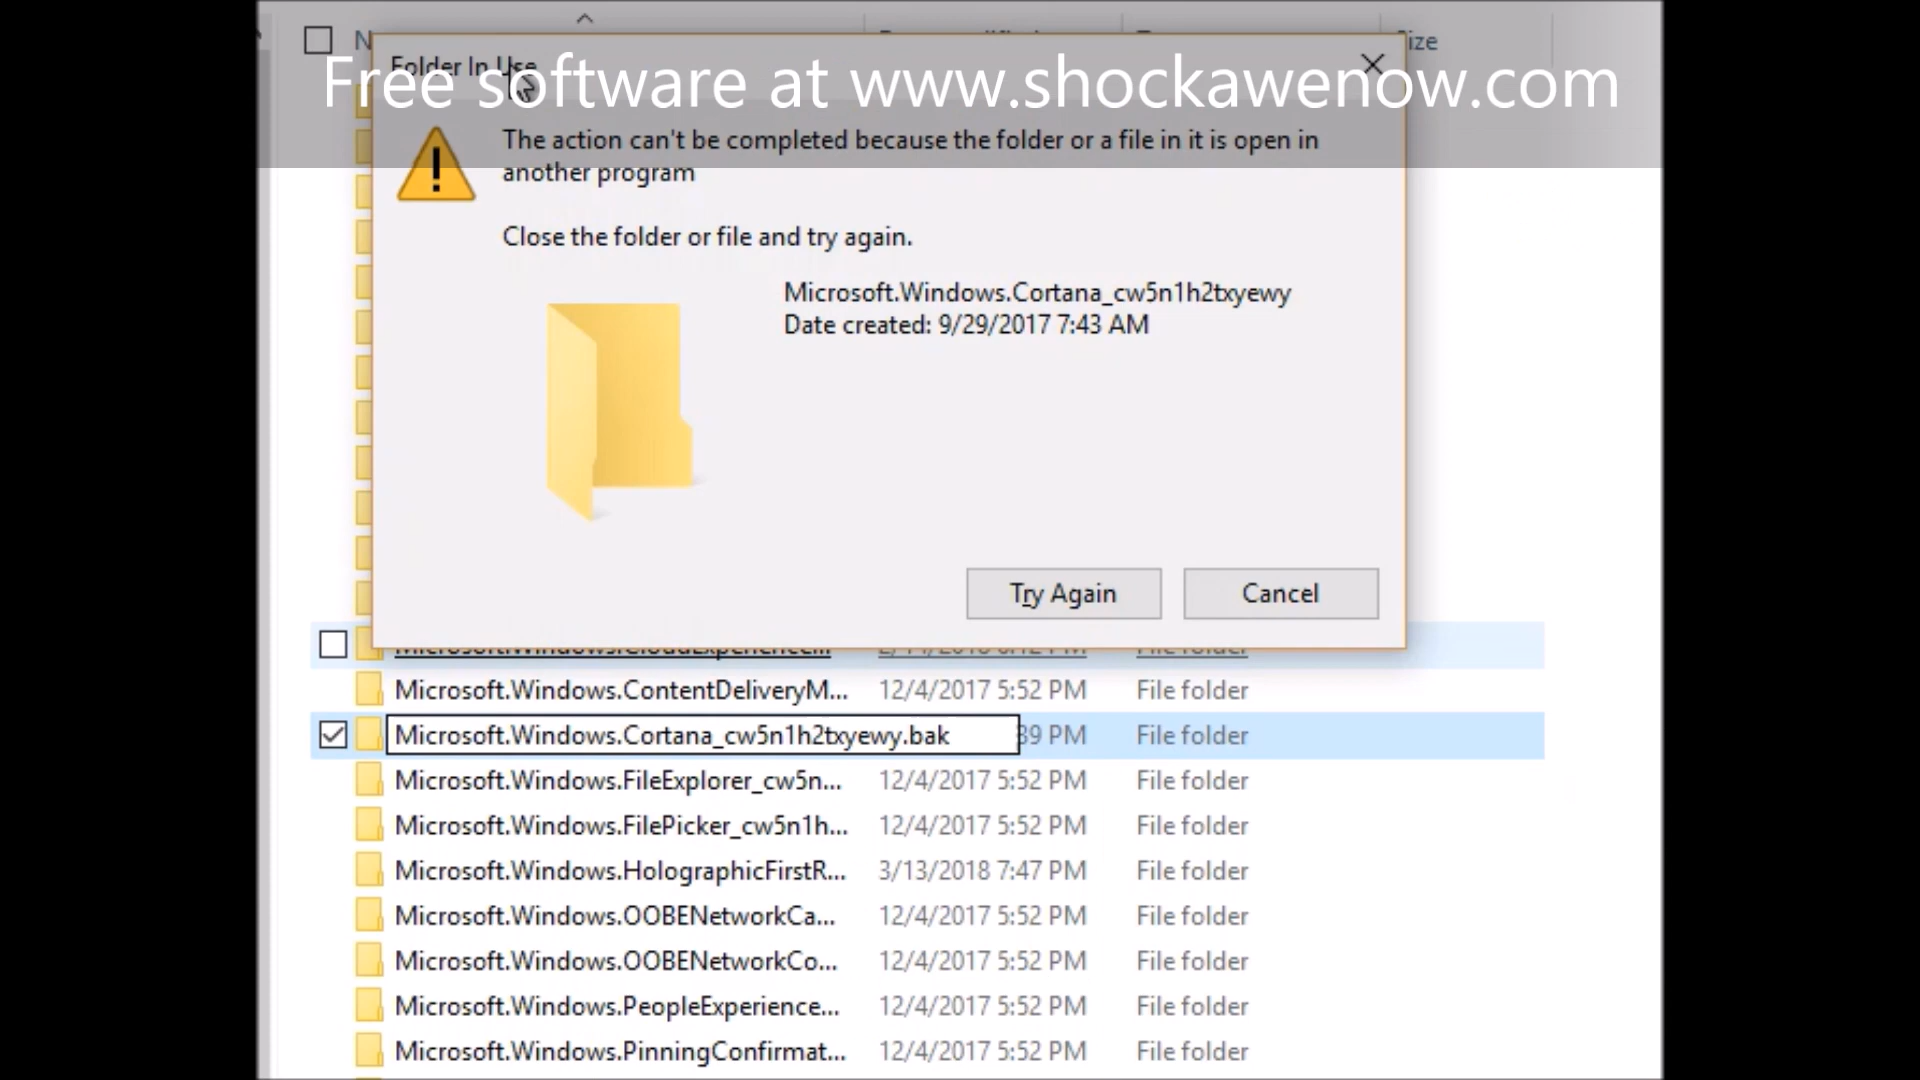 Size
Folder In Use
Free software at www.shockawenow.com
The action can't be completed because the folder or a file in it is open in
another program
Close the folder or file and try again.
Microsoft.Windows.Cortana_cw5n1h2txyewy
Date created: 9/29/2017 7:43 AM
Try Again Cancel
File folder
Microsoft.Windows.ContentDeliveryM... 12/4/2017 5:52 PM File folder
Microsoft.Windows.Cortana_cw5n1h2txyewy.bak 39 PM File folder
Microsoft.Windows.FileExplorer_cw5n... 12/4/2017 5:52 PM File folder
Microsoft.Windows.FilePicker_cw5n1h... 12/4/2017 5:52 PM File folder
Microsoft.Windows.HolographicFirstR... 3/13/2018 7:47 PM File folder
Microsoft.Windows.OOBENetworkCa... 12/4/2017 5:52 PM File folder
Microsoft.Windows.OOBENetworkCo... 12/4/2017 5:52 PM File folder
Microsoft.Windows.PeopleExperience... 12/4/2017 5:52 PM File folder
Microsoft.Windows.PinningConfirmat... 12/4/2017 5:52 PM File folder